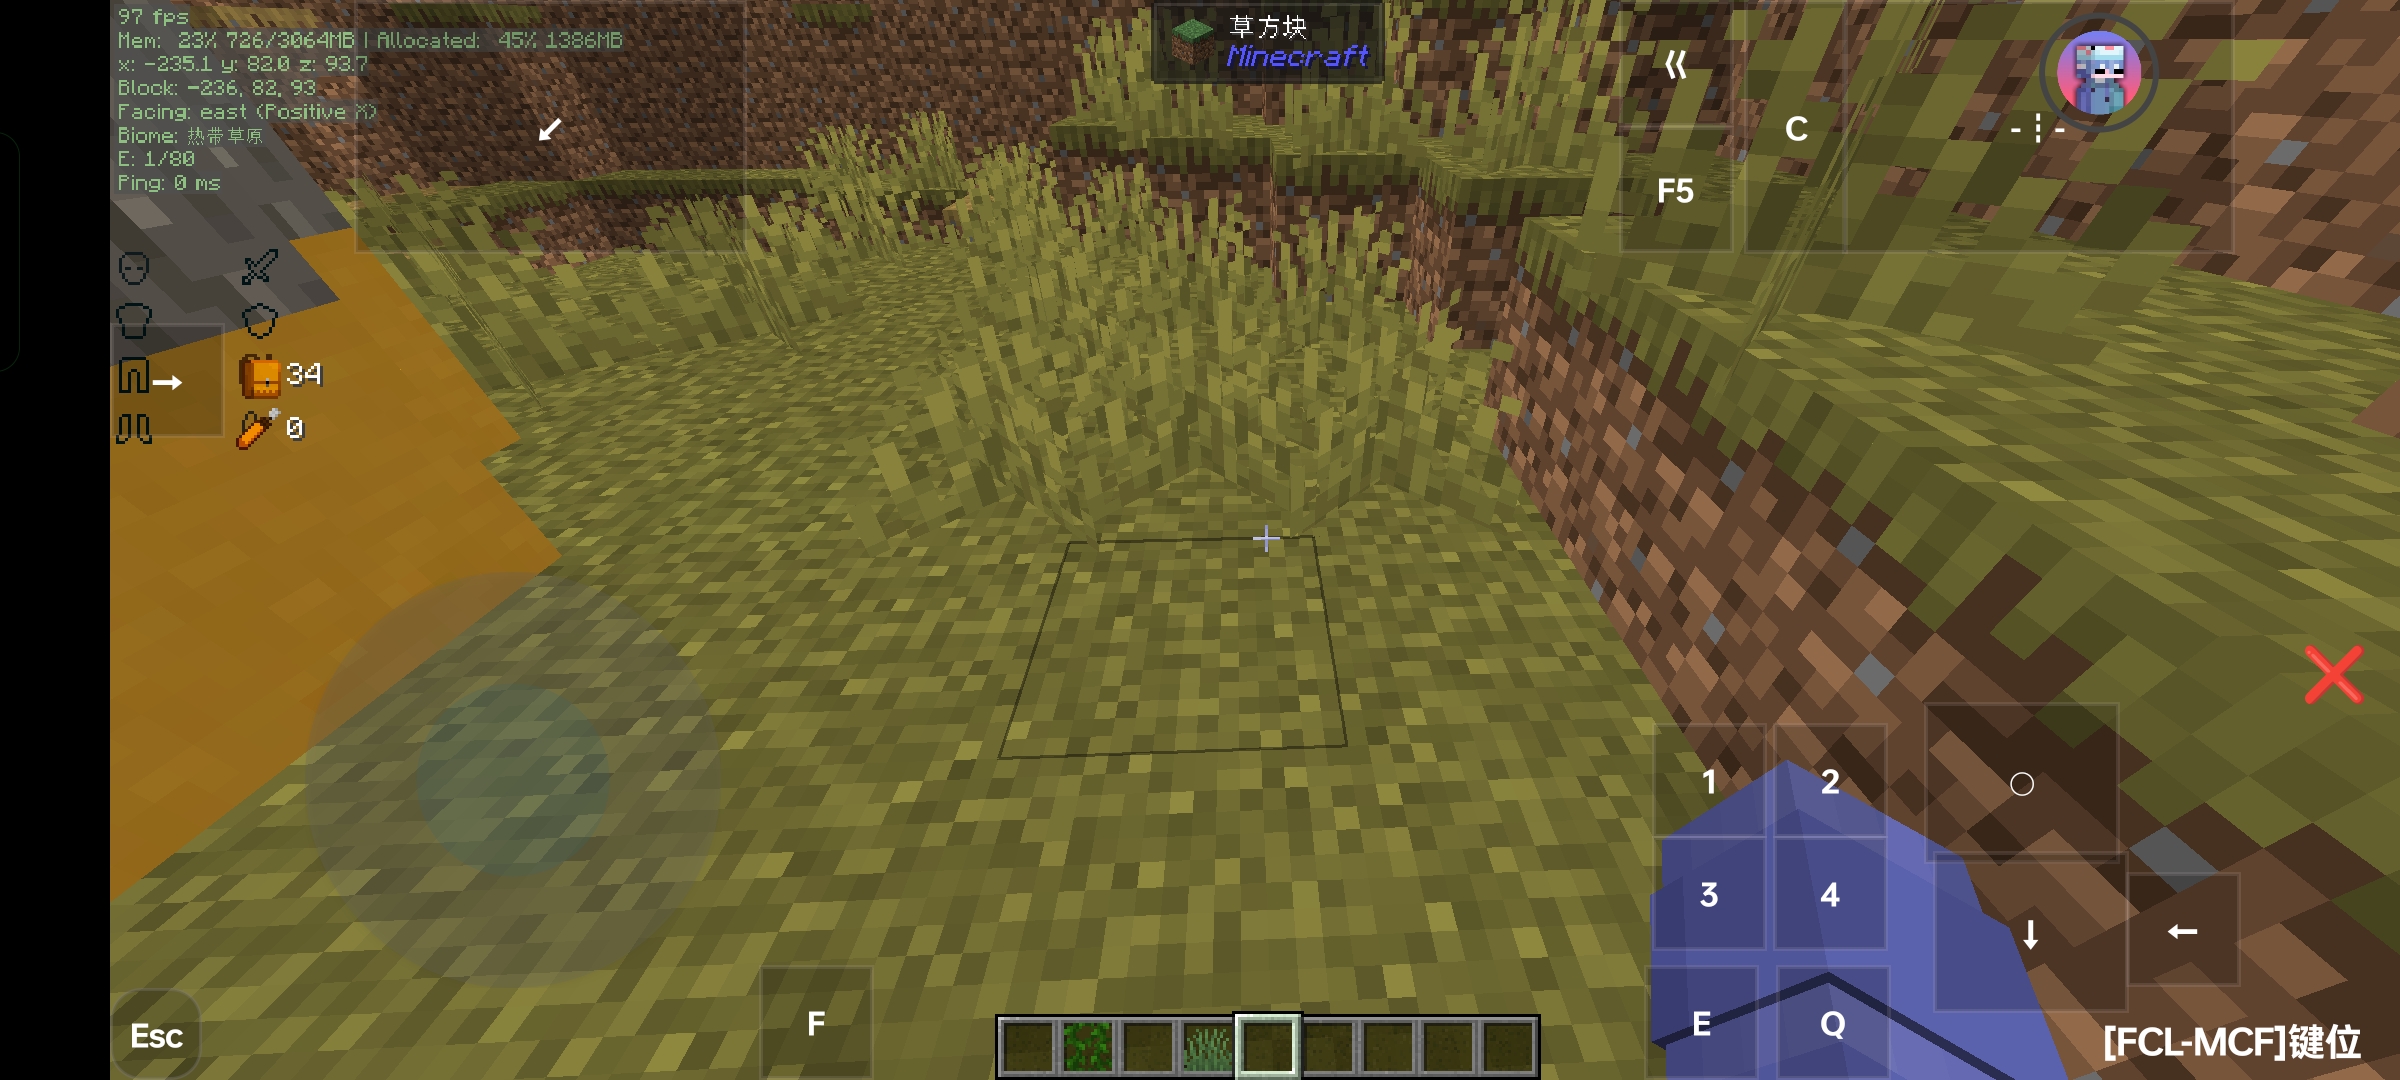 97 fps
Mem: 23% 726/3064MB | Allocated: 45% 1386MB
x: -235.1 y: 82.0 z: 93.7
Block: -236, 82, 93
Facing: east (Positive X)
Biome: 热带草原
E: 1/80
Ping: 0 ms
草方块
Minecraft
C
F5
34
0
1
2
3
4
Esc
F
E
Q
[FCL-MCF]键位